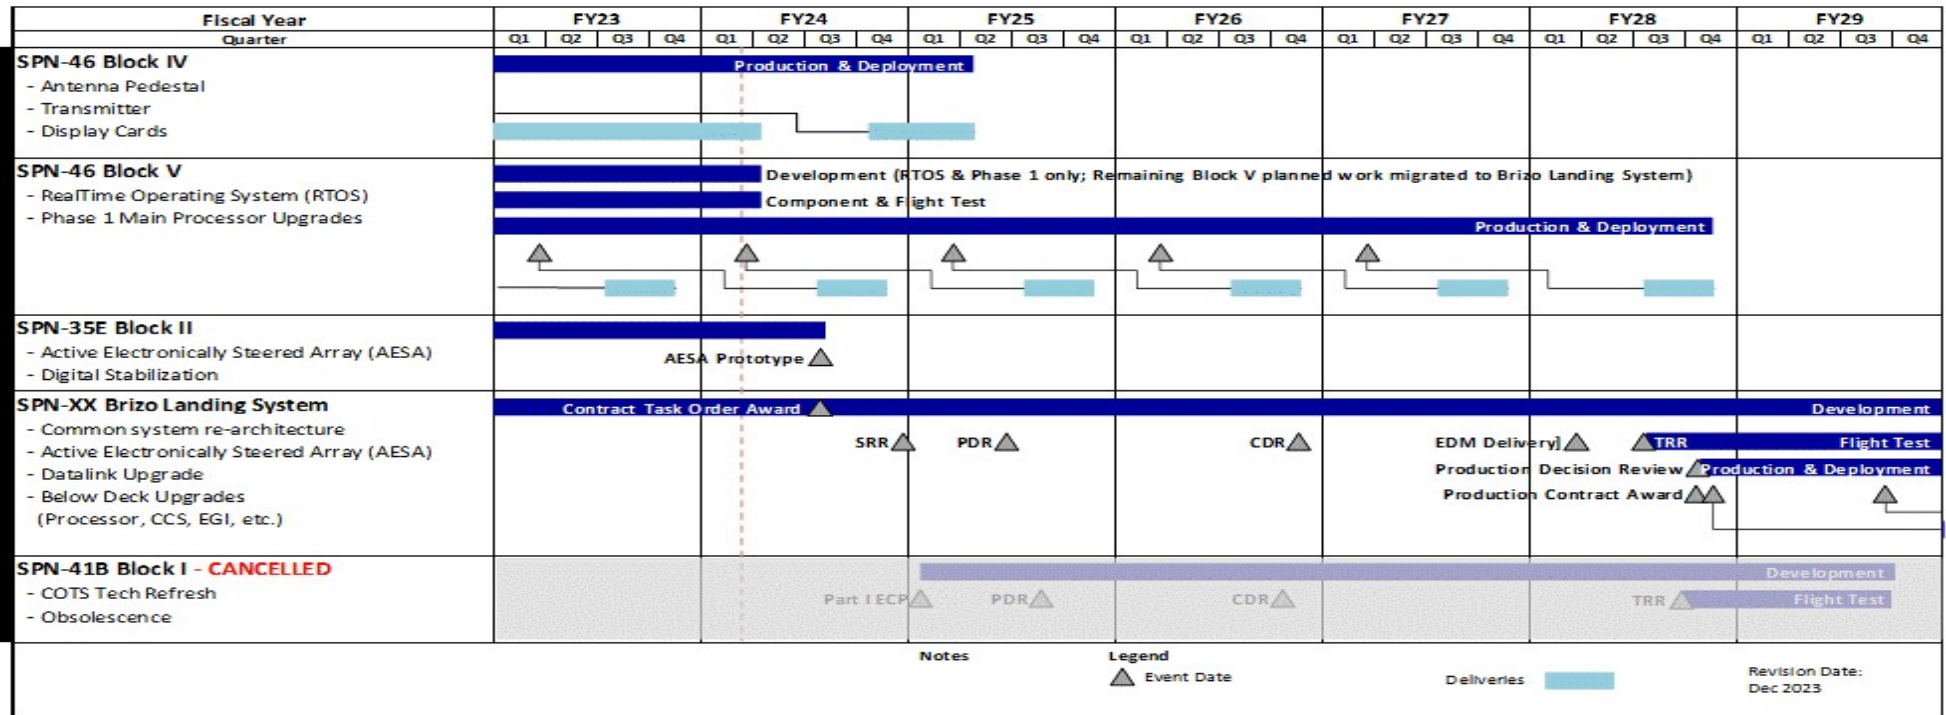 Fiscal Year FY23 FY24 FY25 FY26 FY27 FY28 FY29
Quarter Q1 Q2 Q3 Q4 Q1 Q2 Q3 Q4 Q1 Q2 Q3 Q4 Q1 Q2 Q3 Q4 Q1 Q2 Q3 Q4 Q1 Q2 Q3 Q4 Q1 Q2 Q3 Q4
SPN-46 Block IV
Production & Deployment
- Antenna Pedestal
- Transmitter
- Display Cards
SPN-46 Block V
Development (RTOS & Phase 1 only; Remaining Block V planned work migrated to Brizo Landing System)
- RealTime Operating System (RTOS)
Component & Flight Test
- Phase 1 Main Processor Upgrades
Production & Deployment
SPN-35E Block II
- Active Electronically Steered Array (AESA)
AESA Prototype
- Digital Stabilization
SPN-XX Brizo Landing System
Contract Task Order Award Development
- Common system re-architecture
SRR PDR CDR EDM Delivery] TRR Flight Test
- Active Electronically Steered Array (AESA)
- Datalink Upgrade
Production Decision Review Production & Deployment
- Below Deck Upgrades
Production Contract Award
(Processor, CCS, EGI, etc.)
SPN-41B Block I - CANCELLED
Development
- COTS Tech Refresh
Part I ECP PDR CDR TRR Flight Test
- Obsolescence
Notes Legend
Event Date
Deliveries
Revision Date:
Dec 2023